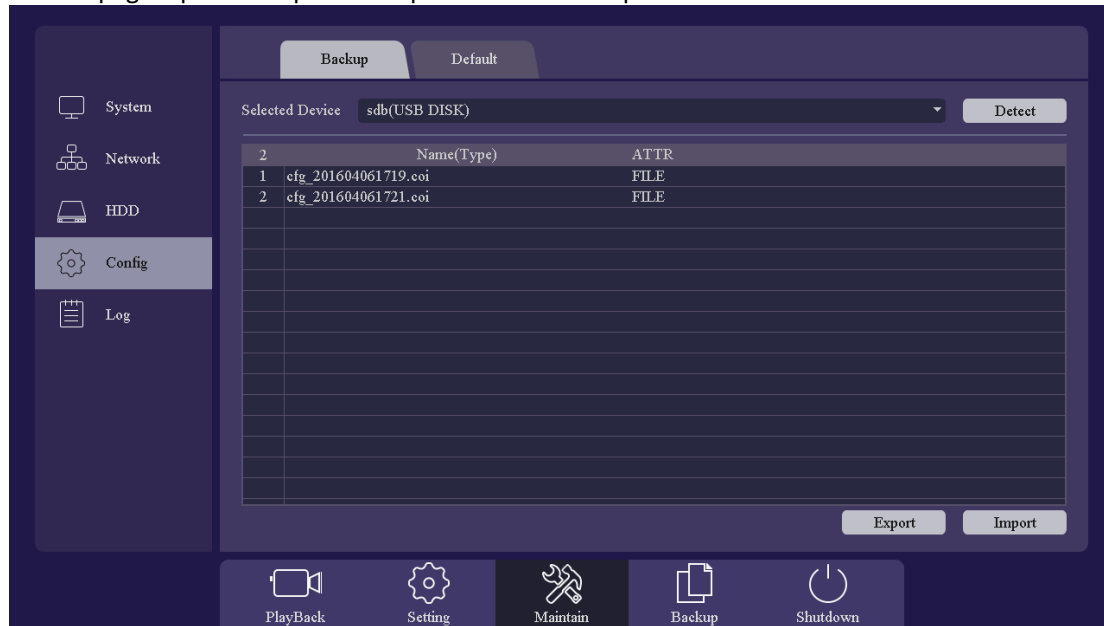 Backup Default
System
Selected Device sdb(USB DISK) Detect
Network
2 Name(Type) ATTR
1 cfg_201604061719.coi FILE
2 cfg_201604061721.coi FILE
HDD
Config
Log
Export Import
PlayBack Setting Maintain Backup Shutdown